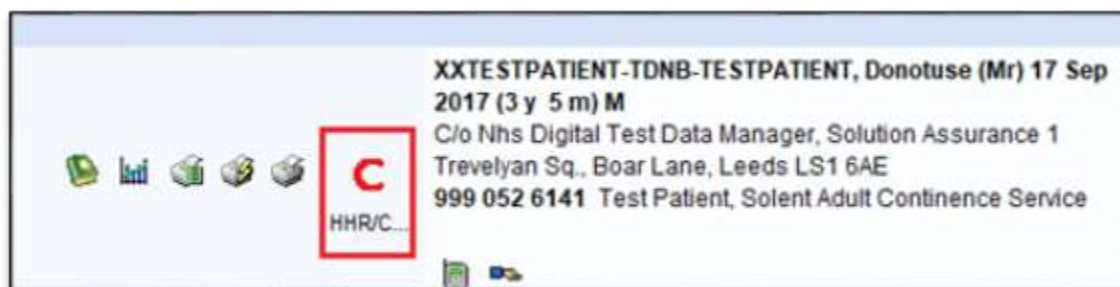 XXTESTPATIENT-TDNB-TESTPATIENT, Donotuse (Mr) 17 Sep
2017 (3 y 5 m) M
C/o Nhs Digital Test Data Manager, Solution Assurance 1
Trevelyan Sq., Boar Lane, Leeds LS1 6AE
999 052 6141 Test Patient, Solent Adult Continence Service
C
HHR/C...